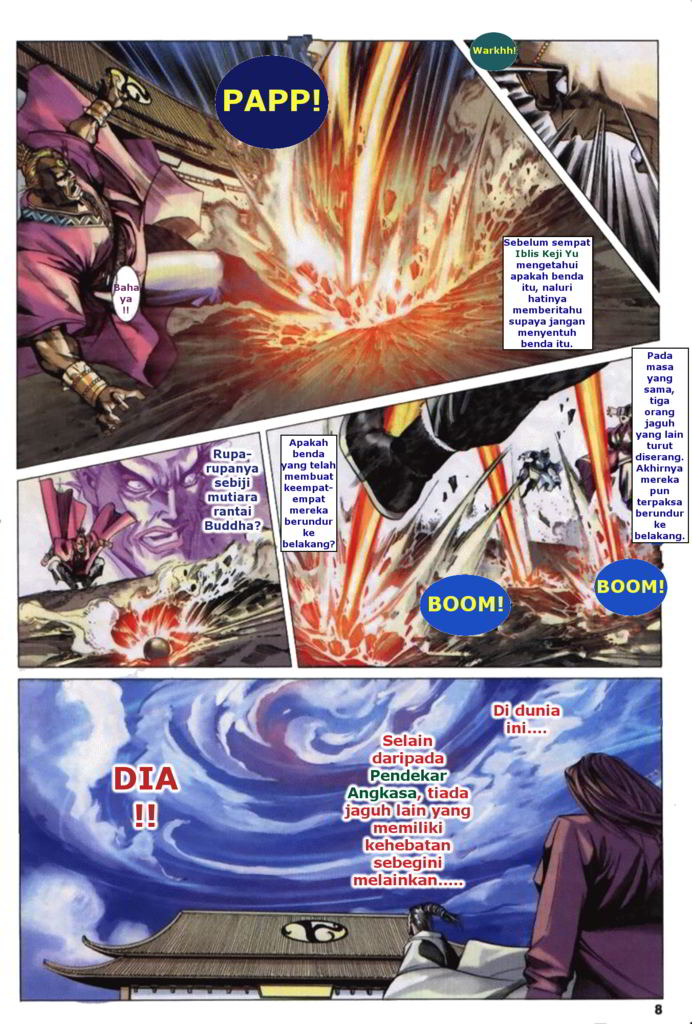 PAPP!
Warkhh!
Baha
ya
!!
Sebelum sempat
Iblis Keji Yu
mengetahui
apakah benda
itu, naluri
hatinya
memberitahu
supaya jangan
menyentuh
benda itu.
Rupa-
rupanya
sebiji
mutiara
rantai
Buddha?
Apakah
benda
yang telah
membuat
keempat-
empat
mereka
berundur
ke
belakang?
Pada
masa
yang
sama,
tiga
orang
jaguh
yang lain
turut
diserang.
Akhirnya
mereka
pun
terpaksa
berundur
ke
belakang.
BOOM!
BOOM!
Di dunia
ini....
Selain
daripada
Pendekar
Angkasa, tiada
jaguh lain yang
memiliki
kehebatan
sebegini
melainkan.....
DIA
!!
8